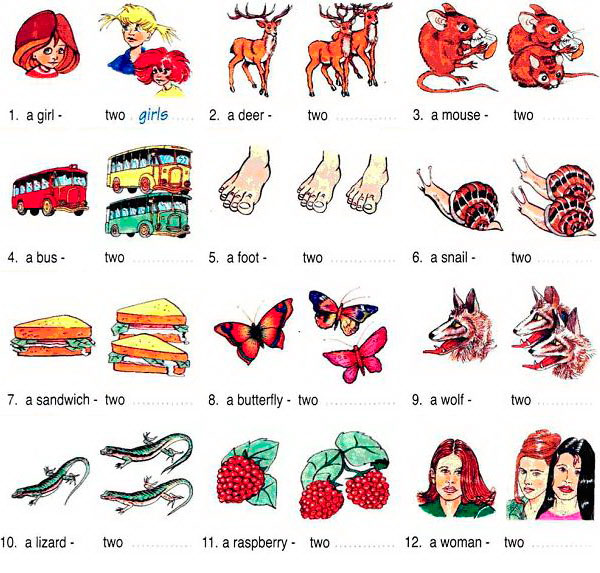 1. a girl - two girls 2. a deer - two .............. 3. a mouse - two ..............
4. a bus - two .............. 5. a foot - two .............. 6. a snail - two ..............
7. a sandwich - two .............. 8. a butterfly - two .............. 9. a wolf - two ..............
10. a lizard - two .............. 11. a raspberry - two .............. 12. a woman - two ..............